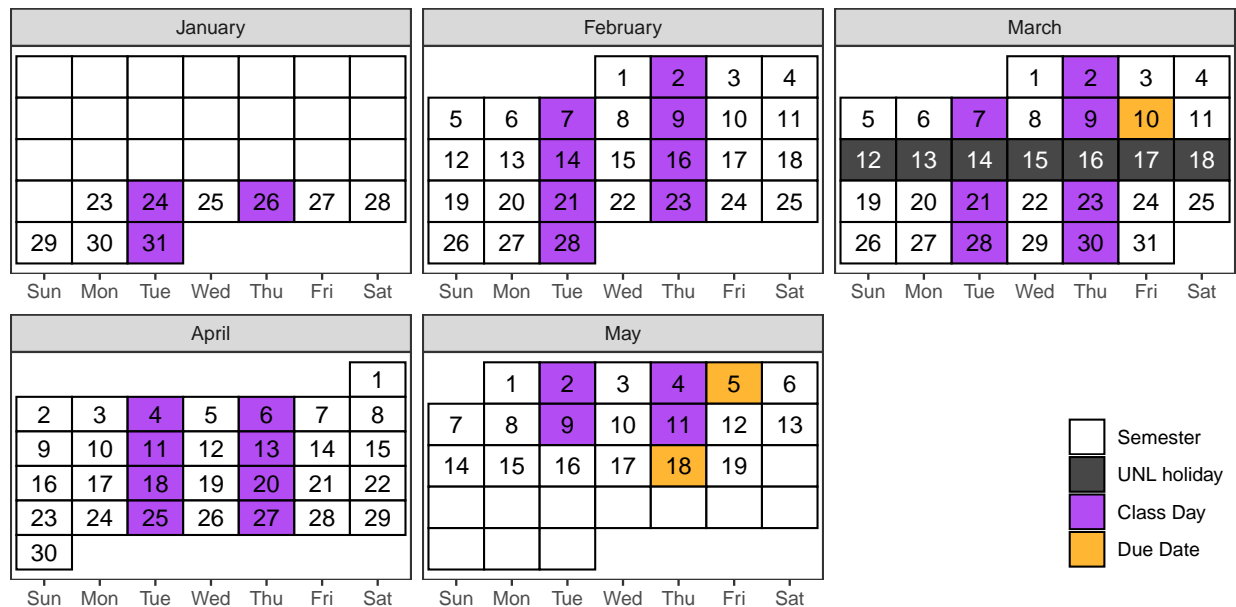 January
23 24 25 26 27 28
29 30 31
Sun Mon Tue Wed Thu Fri Sat
February
1 2 3 4
5 6 7 8 9 10 11
12 13 14 15 16 17 18
19 20 21 22 23 24 25
26 27 28
Sun Mon Tue Wed Thu Fri Sat
March
1 2 3 4
5 6 7 8 9 10 11
12 13 14 15 16 17 18
19 20 21 22 23 24 25
26 27 28 29 30 31
Sun Mon Tue Wed Thu Fri Sat
April
1
2 3 4 5 6 7 8
9 10 11 12 13 14 15
16 17 18 19 20 21 22
23 24 25 26 27 28 29
30
Sun Mon Tue Wed Thu Fri Sat
May
1 2 3 4 5 6
7 8 9 10 11 12 13
14 15 16 17 18 19
Sun Mon Tue Wed Thu Fri Sat
Semester
UNL holiday
Class Day
Due Date